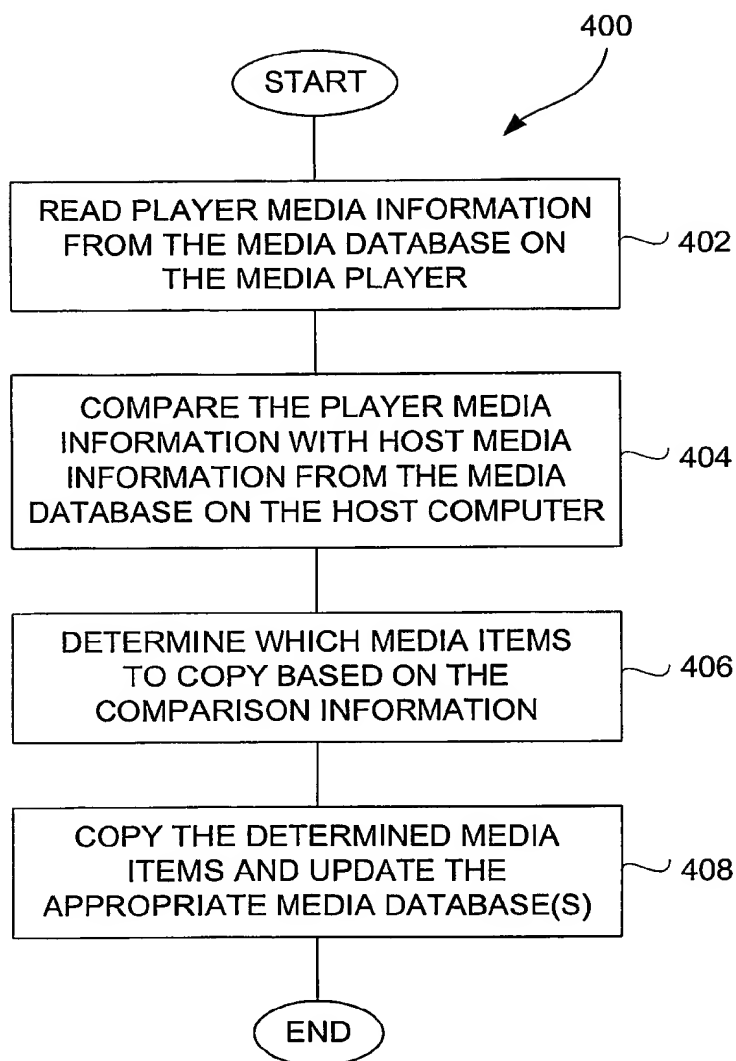 400
START
READ PLAYER MEDIA INFORMATION
FROM THE MEDIA DATABASE ON
THE MEDIA PLAYER
402
COMPARE THE PLAYER MEDIA
INFORMATION WITH HOST MEDIA
INFORMATION FROM THE MEDIA
DATABASE ON THE HOST COMPUTER
404
DETERMINE WHICH MEDIA ITEMS
TO COPY BASED ON THE
COMPARISON INFORMATION
406
COPY THE DETERMINED MEDIA
ITEMS AND UPDATE THE
APPROPRIATE MEDIA DATABASE(S)
408
END